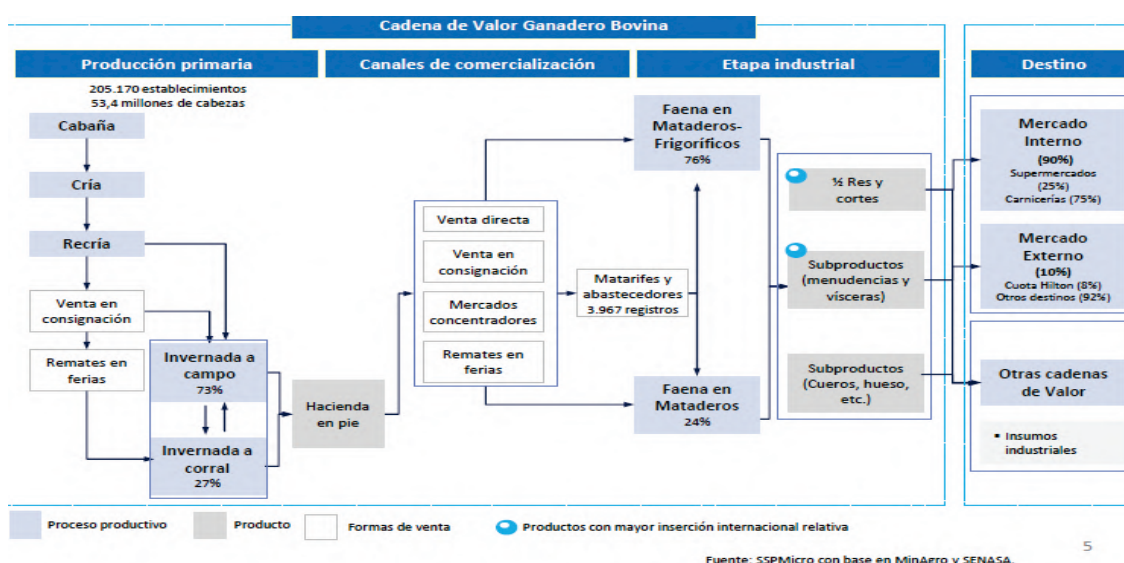 Cadena de Valor Ganadero Bovina
Producción primaria
Canales de comercialización
Etapa industrial
Destino
205.170 establecimientos
53,4 millones de cabezas
Cabaña
Cría
Recría
Venta en
consignación
Remates en
ferias
Invernada a
campo
73%
Invernada a
corral
27%
Hacienda
en pie
Venta directa
Venta en
consignación
Mercados
concentradores
Remates en
ferias
Matarifes y
abastecedores
3.967 registros
Faena en
Mataderos-
Frigoríficos
76%
Faena en
Mataderos
24%
½ Res y
cortes
Subproductos
(menudencias y
vísceras)
Subproductos
(Cueros, hueso,
etc.)
Mercado
Interno
(90%)
Supermercados
(25%)
Carnicerías (75%)
Mercado
Externo
(10%)
Cuota Hilton (8%)
Otros destinos (92%)
Otras cadenas
de Valor
• Insumos
industriales
Proceso productivo
Producto
Formas de venta
Productos con mayor inserción internacional relativa
5
Fuente: SSPMicro con base en MinAgro y SENASA.